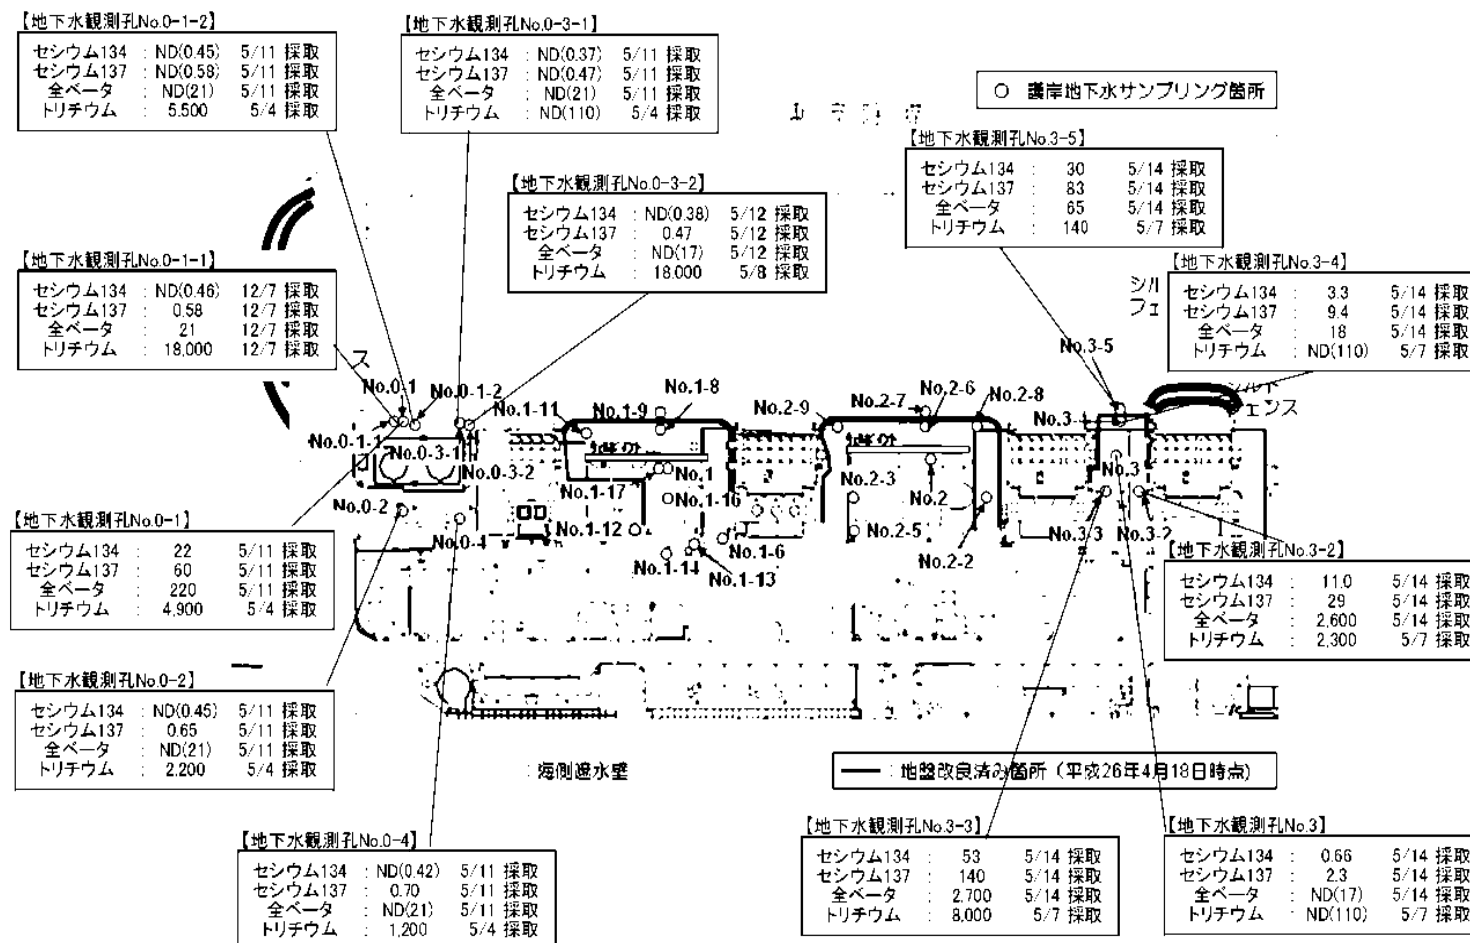 【地下水観測孔No.0-1-2】
セシウム134 : ND(0.45) 5/11 採取
セシウム137 : ND(0.58) 5/11 採取
全ベータ : ND(21) 5/11 採取
トリチウム : 5,500 5/4 採取
【地下水観測孔No.0-3-1】
セシウム134 : ND(0.37) 5/11 採取
セシウム137 : ND(0.47) 5/11 採取
全ベータ : ND(21) 5/11 採取
トリチウム : ND(110) 5/4 採取
○ 護岸地下水サンプリング箇所
【地下水観測孔No.3-5】
セシウム134 : 30 5/14 採取
セシウム137 : 83 5/14 採取
全ベータ : 65 5/14 採取
トリチウム : 140 5/7 採取
【地下水観測孔No.0-3-2】
セシウム134 : ND(0.38) 5/12 採取
セシウム137 : 0.47 5/12 採取
全ベータ : ND(17) 5/12 採取
トリチウム : 18,000 5/8 採取
【地下水観測孔No.0-1-1】
セシウム134 : ND(0.46) 12/7 採取
セシウム137 : 0.58 12/7 採取
全ベータ : 21 12/7 採取
トリチウム : 18,000 12/7 採取
【地下水観測孔No.3-4】
セシウム134 : 3.3 5/14 採取
セシウム137 : 9.4 5/14 採取
全ベータ : 18 5/14 採取
トリチウム : ND(110) 5/7 採取
シル
フェ
ス
No.3-5
No.0-1
No.0-1-2
No.1-11
No.1-9
No.1-8
No.2-9
No.2-7
No.2-6
No.2-8
No.3-
シルト
フェンス
No.0-1-1
No.0-3-1
No.0-3-2
No.1-17
No.1
No.1-16
No.2-3
No.2
No.3
No.0-2
No.0-4
No.1-12
No.1-6
No.2-5
No.3-3
No.3-2
No.1-14
No.1-13
No.2-2
【地下水観測孔No.0-1】
セシウム134 : 22 5/11 採取
セシウム137 : 60 5/11 採取
全ベータ : 220 5/11 採取
トリチウム : 4,900 5/4 採取
【地下水観測孔No.3-2】
セシウム134 : 11.0 5/14 採取
セシウム137 : 29 5/14 採取
全ベータ : 2,600 5/14 採取
トリチウム : 2,300 5/7 採取
【地下水観測孔No.0-2】
セシウム134 : ND(0.45) 5/11 採取
セシウム137 : 0.65 5/11 採取
全ベータ : ND(21) 5/11 採取
トリチウム : 2,200 5/4 採取
: 海側遮水壁
: 地盤改良済み箇所（平成26年4月18日時点)
【地下水観測孔No.0-4】
セシウム134 : ND(0.42) 5/11 採取
セシウム137 : 0.70 5/11 採取
全ベータ : ND(21) 5/11 採取
トリチウム : 1,200 5/4 採取
【地下水観測孔No.3-3】
セシウム134 : 53 5/14 採取
セシウム137 : 140 5/14 採取
全ベータ : 2,700 5/14 採取
トリチウム : 8,000 5/7 採取
【地下水観測孔No.3】
セシウム134 : 0.66 5/14 採取
セシウム137 : 2.3 5/14 採取
全ベータ : ND(17) 5/14 採取
トリチウム : ND(110) 5/7 採取